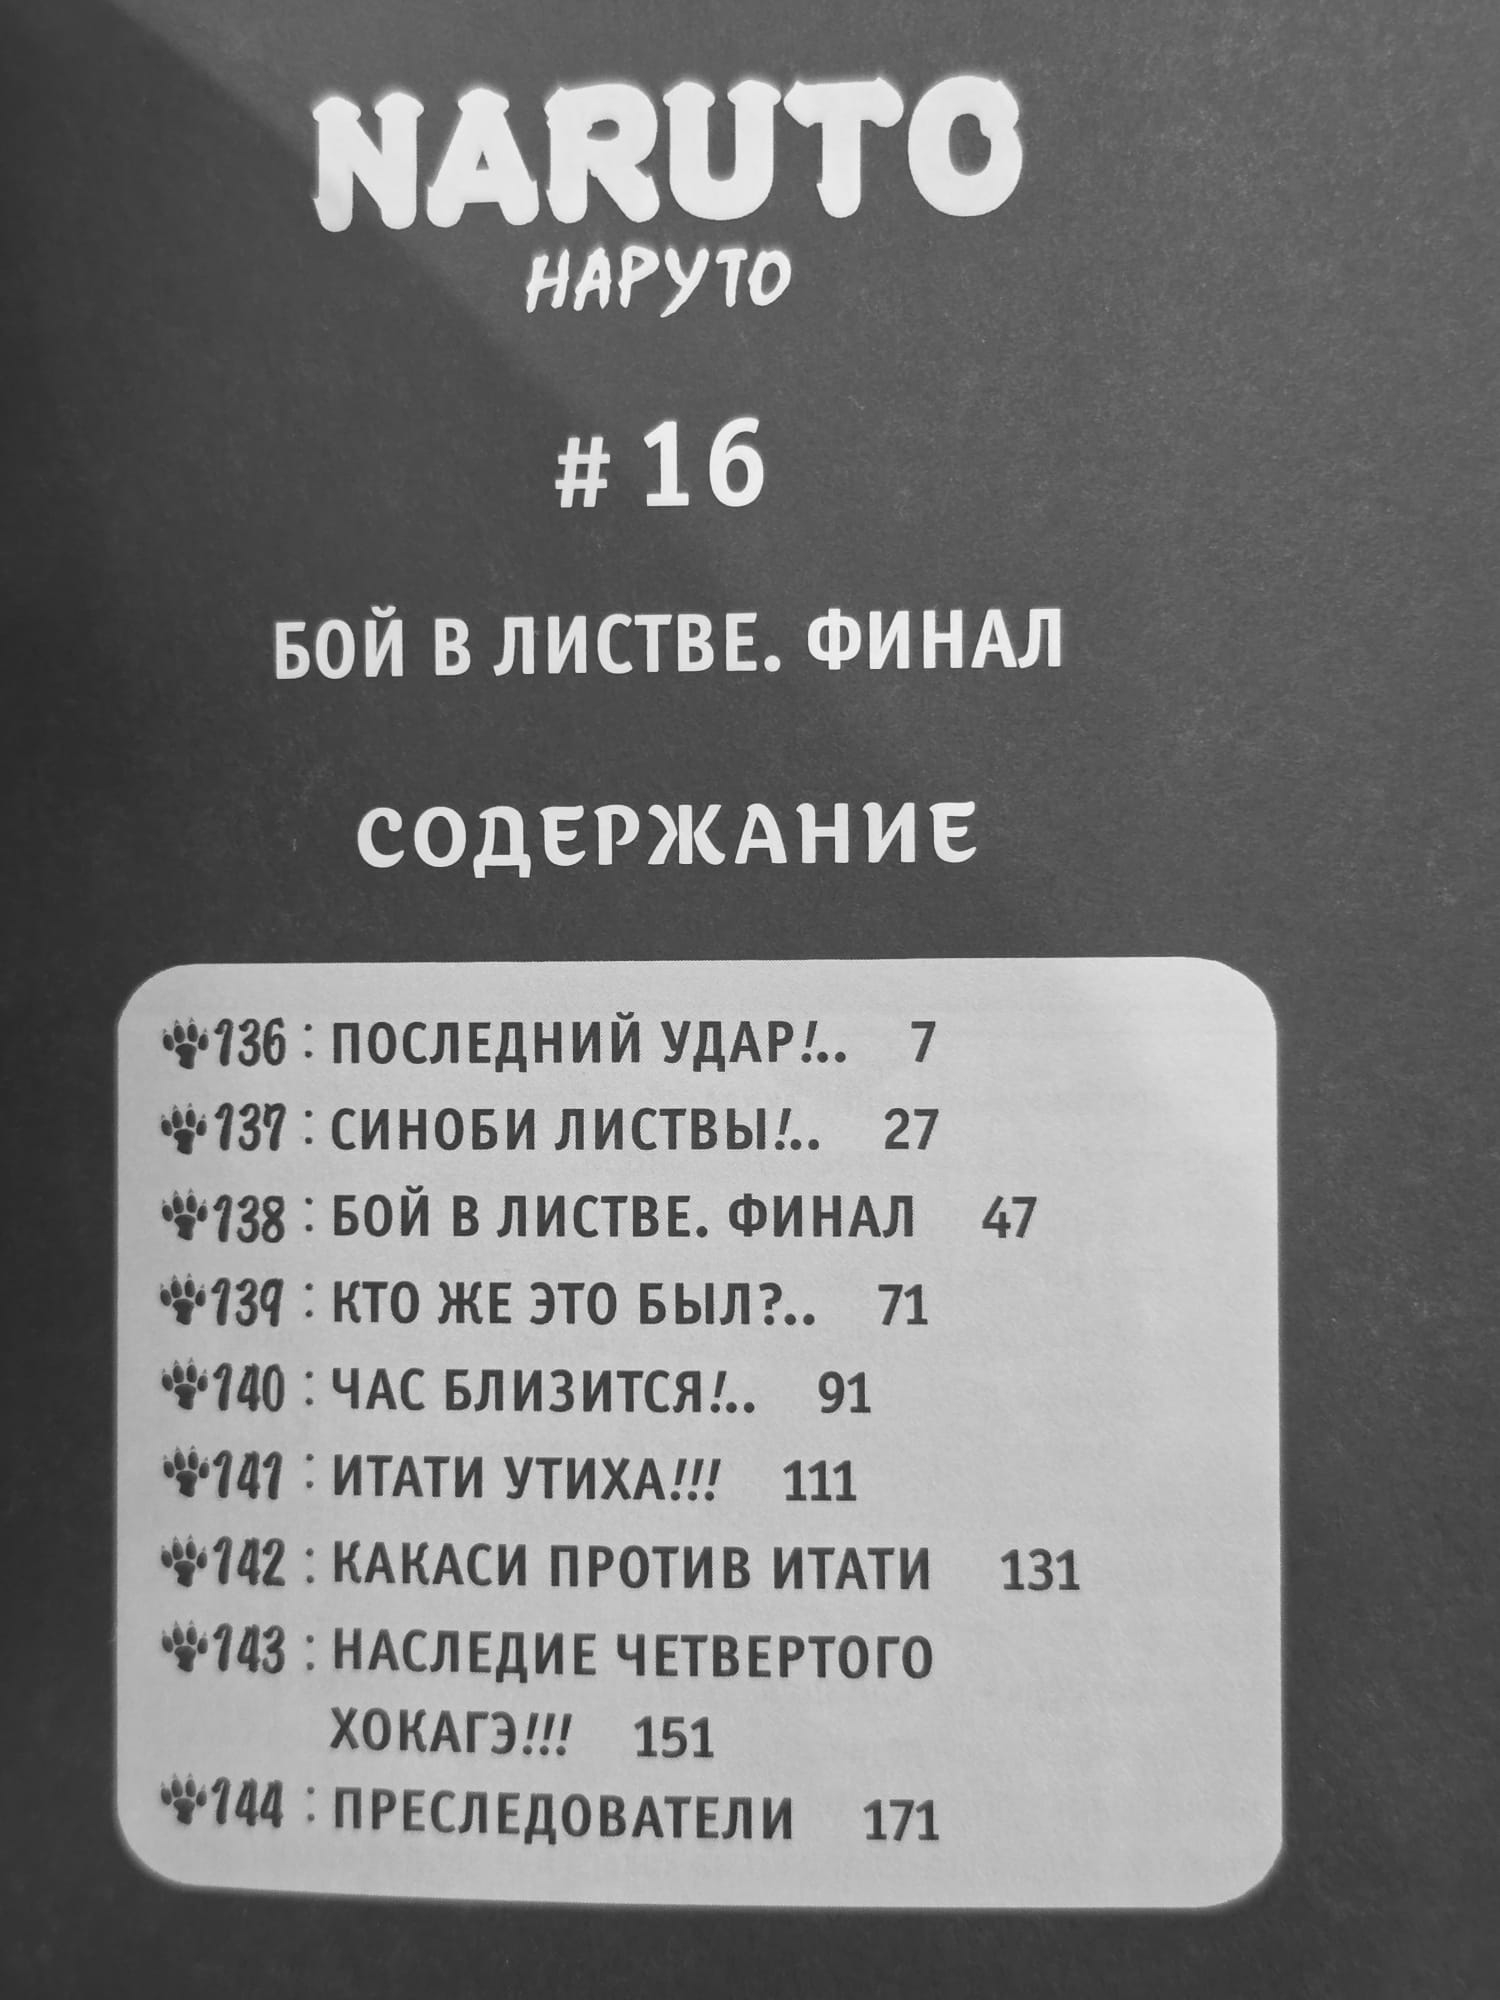 NARUTO
НАРУТО
# 16
БОЙ В ЛИСТВЕ. ФИНАЛ
СОДЕРЖАНИЕ
136 : ПОСЛЕДНИЙ УДАР!.. 7
137 : СИНОБИ ЛИСТВЫ!.. 27
138 : БОЙ В ЛИСТВЕ. ФИНАЛ 47
139 : КТО ЖЕ ЭТО БЫЛ?.. 71
140 : ЧАС БЛИЗИТСЯ!.. 91
141 : ИТАТИ УТИХА!!! 111
142 : КАКАСИ ПРОТИВ ИТАТИ 131
143 : НАСЛЕДИЕ ЧЕТВЕРТОГО
ХОКАГЭ!!! 151
144 : ПРЕСЛЕДОВАТЕЛИ 171